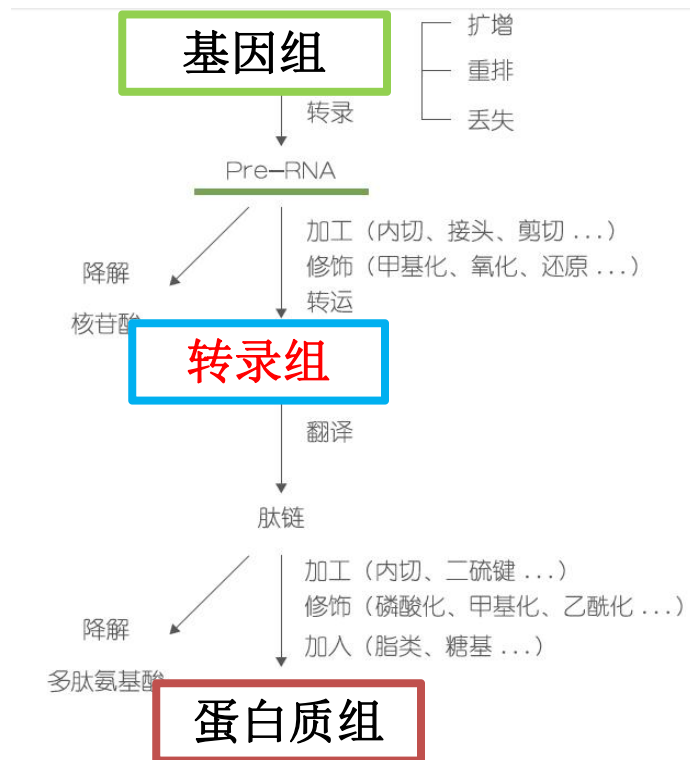 基因组
扩增
重排
丢失
转录
Pre-RNA
加工（内切、接头、剪切 ...）
修饰（甲基化、氧化、还原 ...）
转运
降解
核苷酸
转录组
翻译
肽链
加工（内切、二硫键 ...）
修饰（磷酸化、甲基化、乙酰化 ...）
加入（脂类、糖基 ...）
降解
多肽氨基酸
蛋白质组